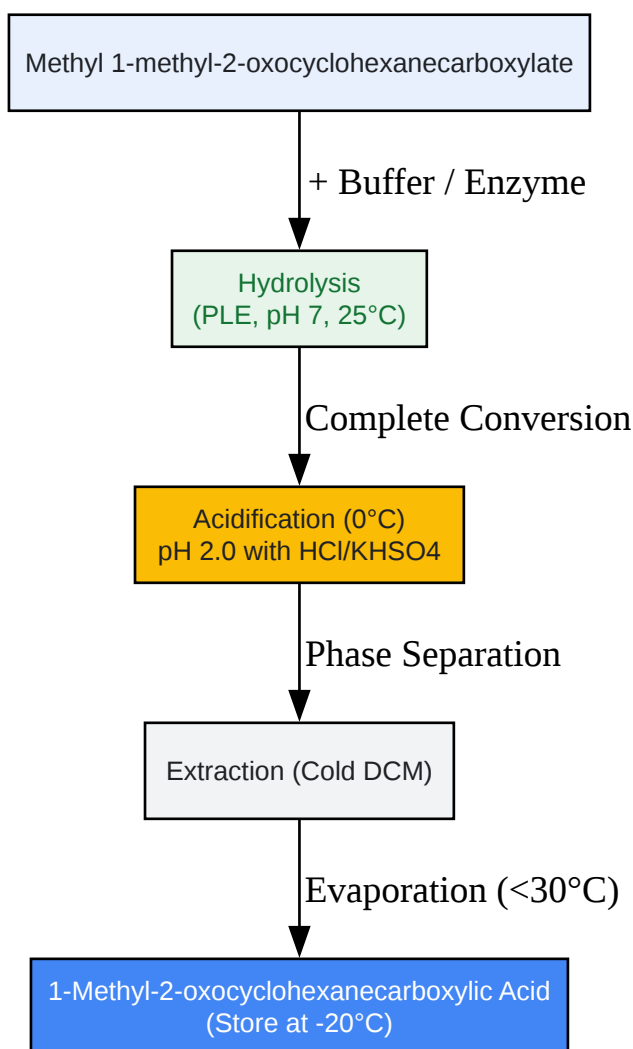 Methyl 1-methyl-2-oxocyclohexanecarboxylate
+ Buffer / Enzyme
Hydrolysis
(PLE, pH 7, 25°C)
Complete Conversion
Acidification (0°C)
pH 2.0 with HCl/KHSO4
Phase Separation
Extraction (Cold DCM)
Evaporation (<30°C)
1-Methyl-2-oxocyclohexanecarboxylic Acid
(Store at -20°C)